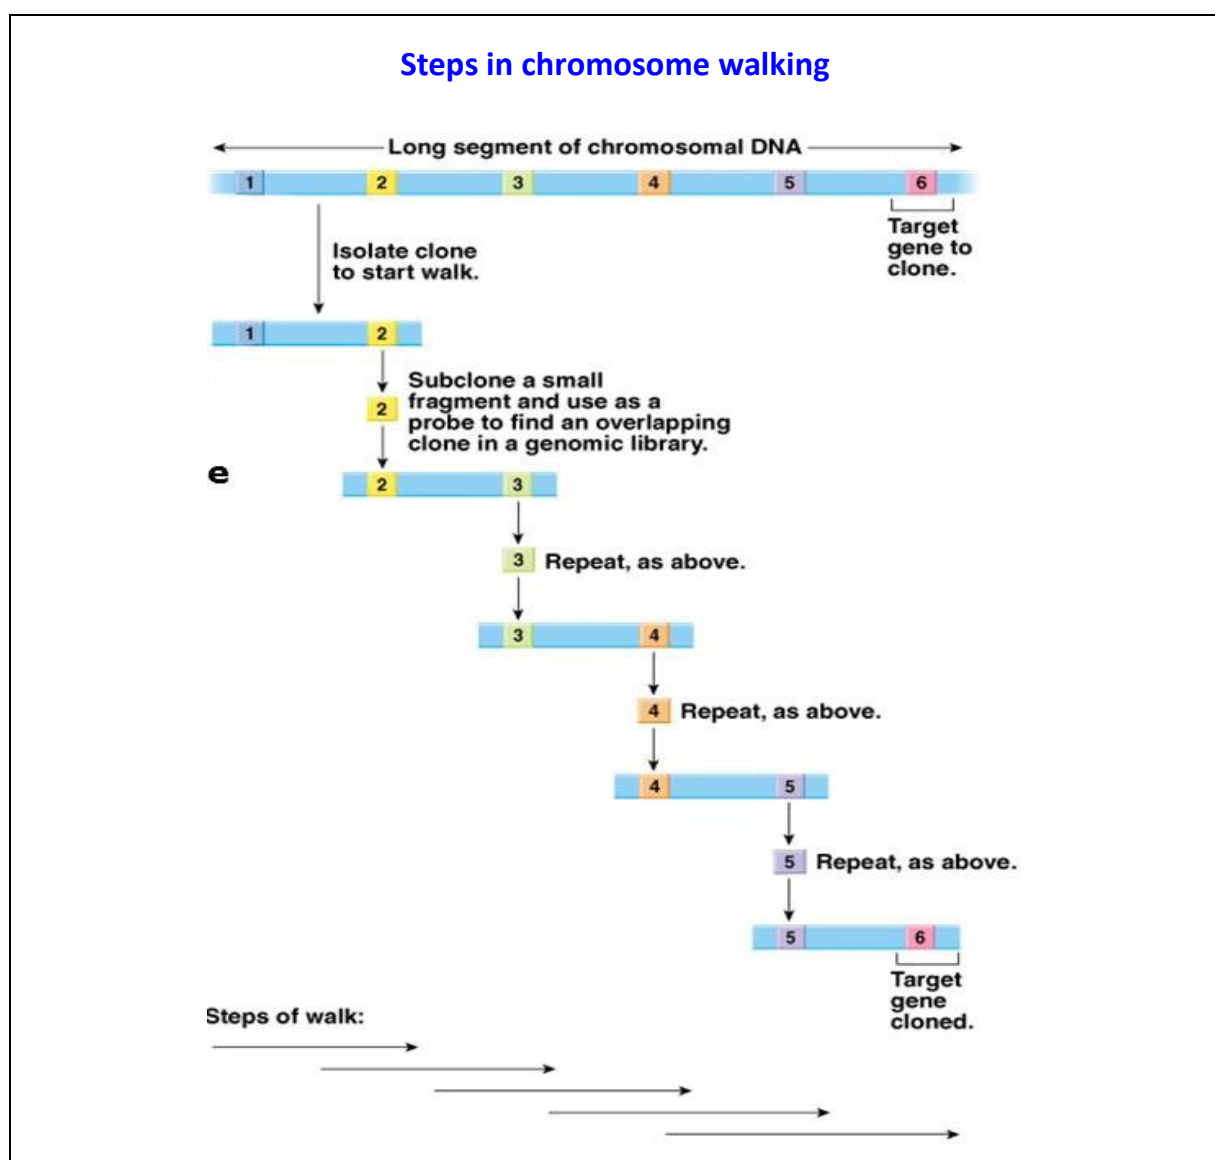 Steps in chromosome walking
Long segment of chromosomal DNA
1 2 3 4 5 6
Target
gene to
clone.
Isolate clone
to start walk.
1 2
Subclone a small
fragment and use as a
probe to find an overlapping
clone in a genomic library.
2
e
2 3
3 Repeat, as above.
3 4
4 Repeat, as above.
4 5
5 Repeat, as above.
5 6
Target
gene
cloned.
Steps of walk: